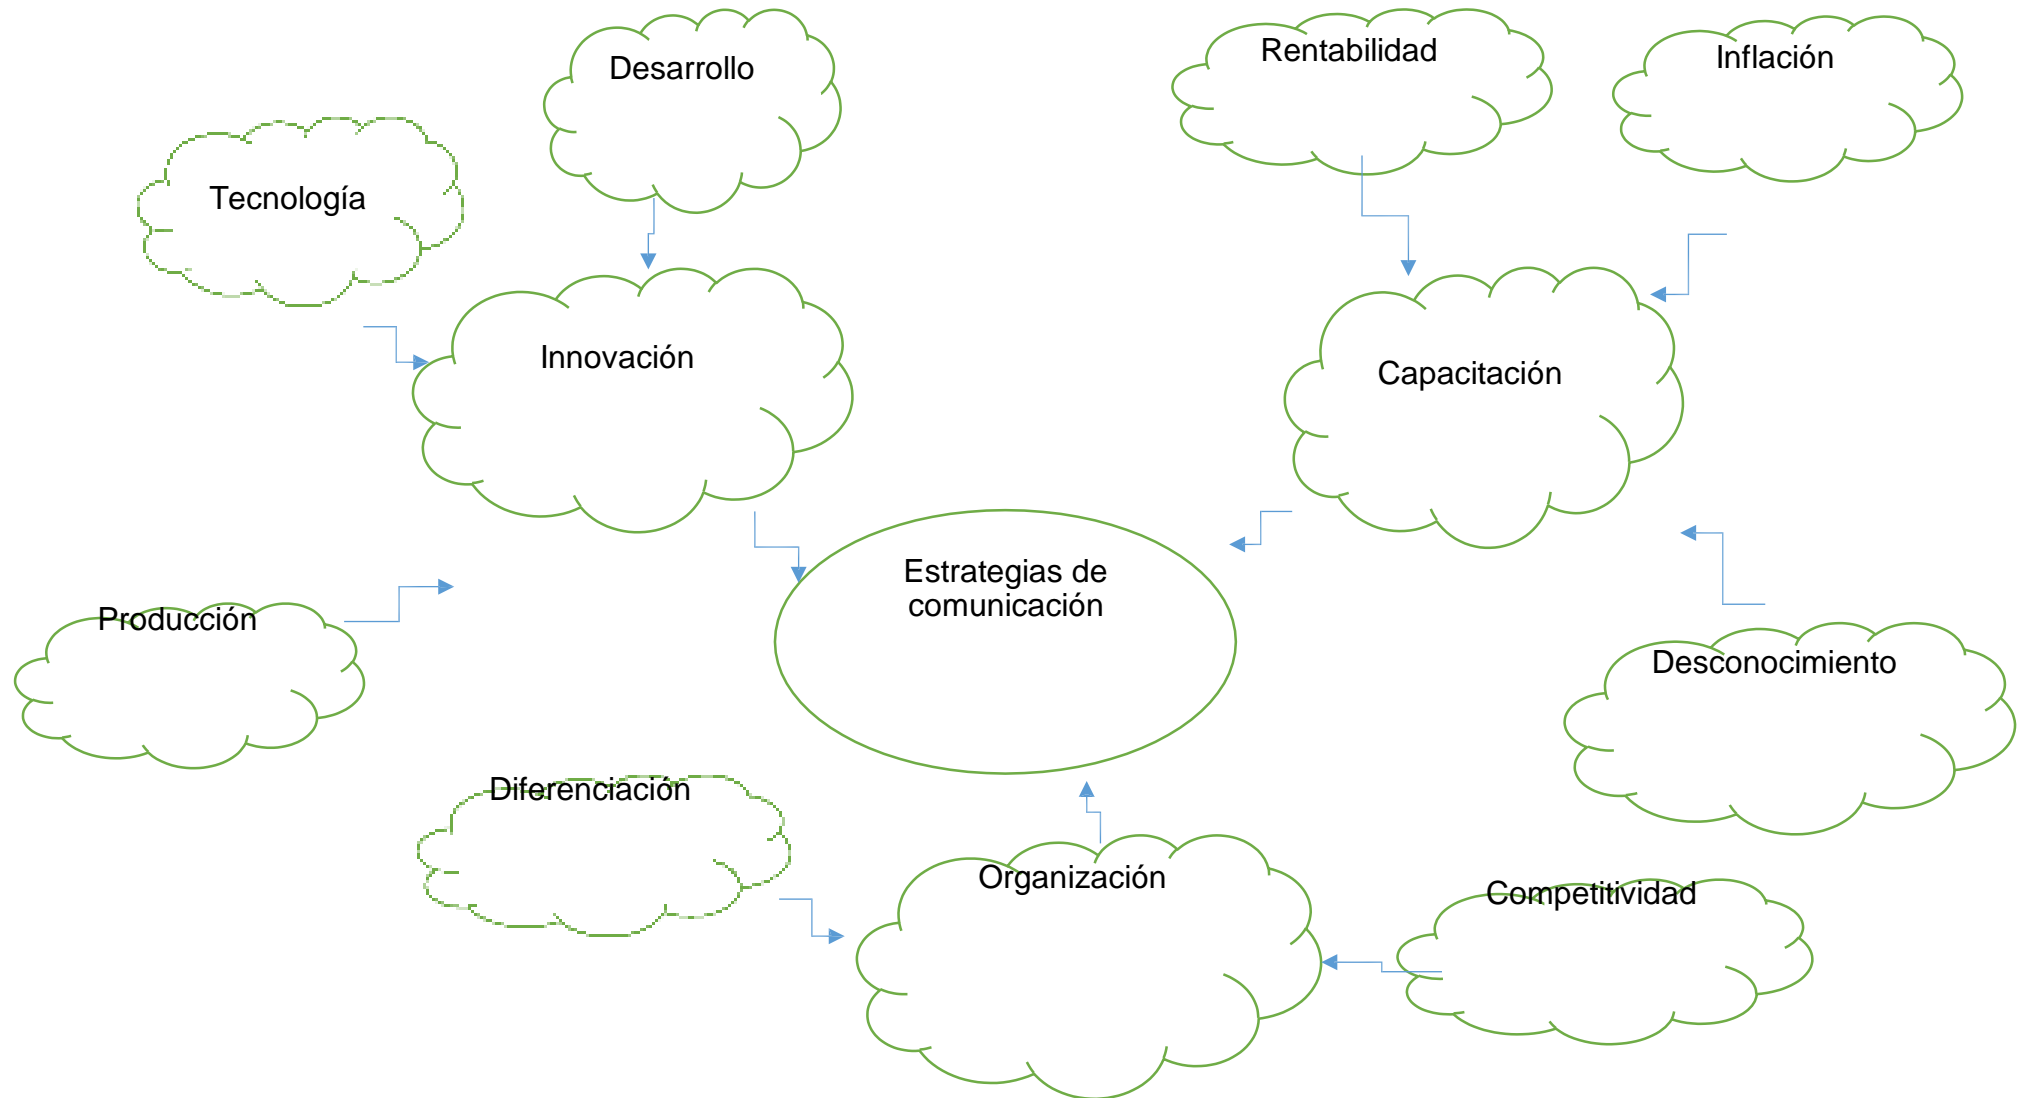 Desarrollo
Rentabilidad
Inflación
Tecnología
Innovación
Capacitación
Estrategias de
comunicación
Producción
Desconocimiento
Diferenciación
Organización
Competitividad